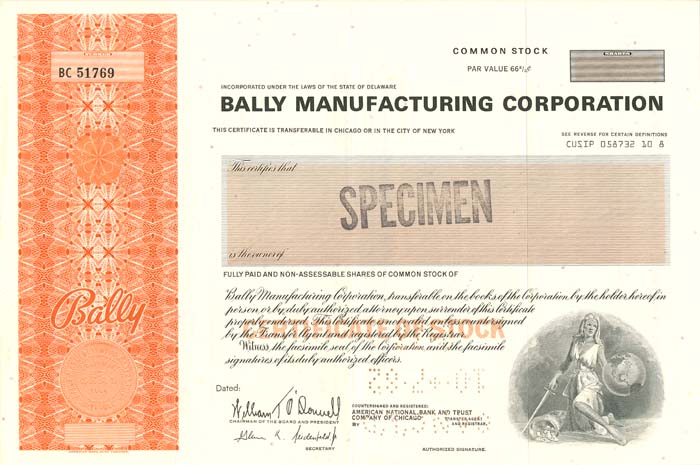 COMMON STOCK
BC 51769
SHARES
PAR VALUE 66⅔¢
INCORPORATED UNDER THE LAWS OF THE STATE OF DELAWARE
BALLY MANUFACTURING CORPORATION
THIS CERTIFICATE IS TRANSFERABLE IN CHICAGO OR IN THE CITY OF NEW YORK
SEE REVERSE FOR CERTAIN DEFINITIONS
CUSIP 058732 10 8
This certifies that
SPECIMEN
is the owner of
FULLY PAID AND NON-ASSESSABLE SHARES OF COMMON STOCK OF
Bally Manufacturing Corporation, transferable on the books of the Corporation, by the holder hereof in
person or by duly authorized attorney upon surrender of this Certificate
properly endorsed. This Certificate is not valid unless countersigned
by the Transfer Agent and registered by the Registrar.
Witness the facsimile seal of the Corporation and the facsimile
signatures of its duly authorized officers.
Bally
Dated:
William T. O'Donnell
CHAIRMAN OF THE BOARD AND PRESIDENT
SECRETARY
COUNTERSIGNED AND REGISTERED:
AMERICAN NATIONAL BANK AND TRUST
COMPANY OF CHICAGO
TRANSFER AGENT
AND REGISTRAR
AUTHORIZED SIGNATURE.